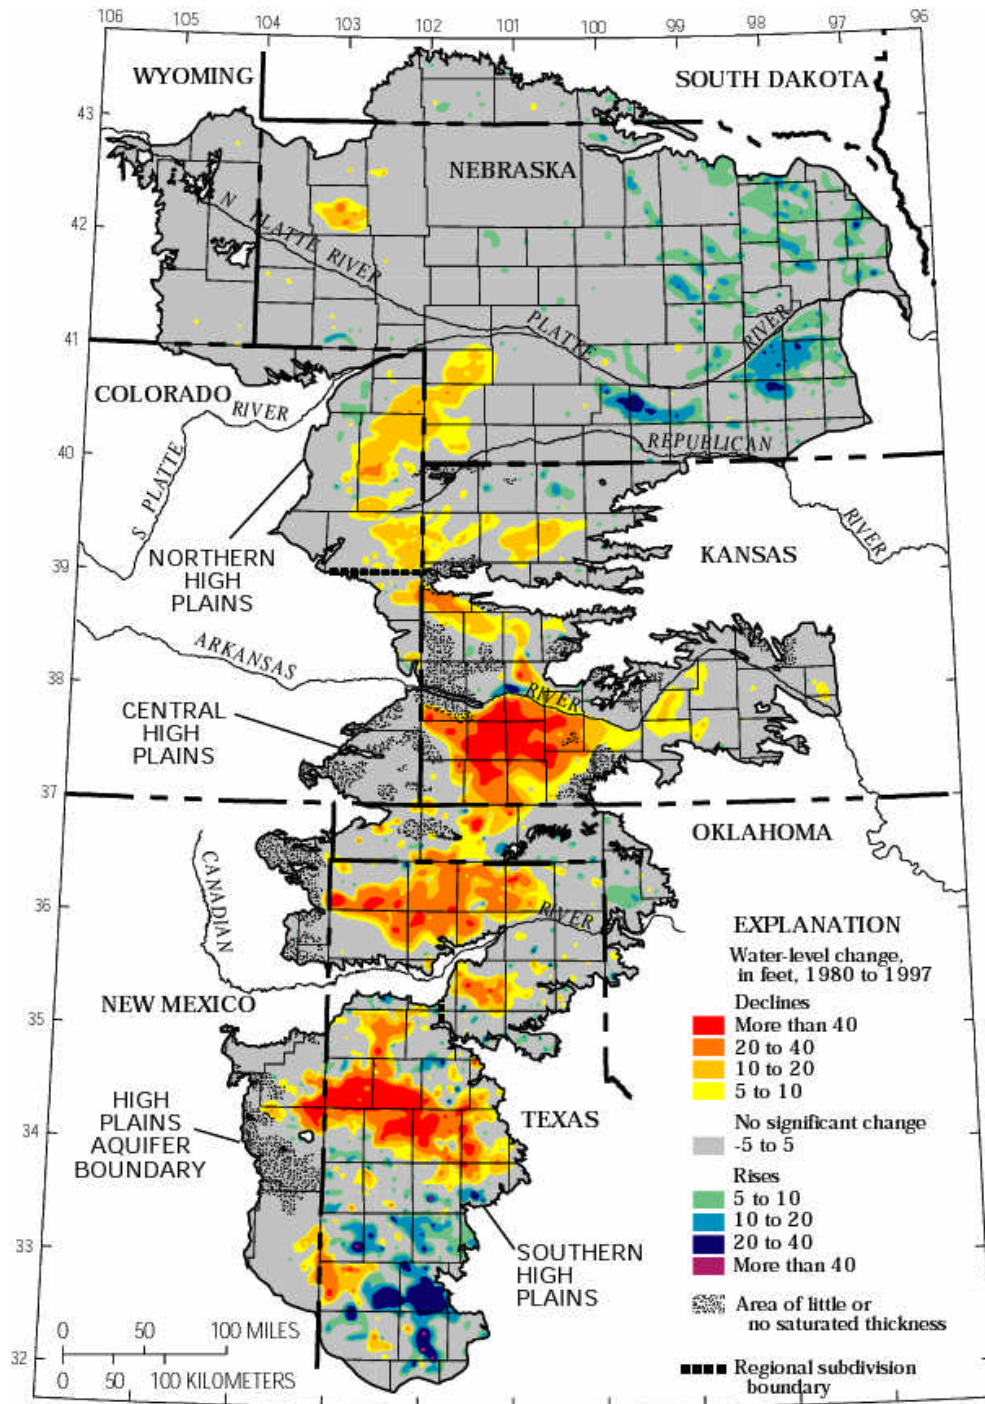 106 105 104 103 102 101 100 99 98 97 96
WYOMING
SOUTH DAKOTA
43
NEBRASKA
42
N PLATTE RIVER
41
PLATTE RIVER
COLORADO
RIVER
REPUBLICAN
40
S PLATTE
RIVER
NORTHERN
HIGH
PLAINS
KANSAS
39
ARKANSAS
38
RIVER
CENTRAL
HIGH
PLAINS
37
OKLAHOMA
CANADIAN
36
RIVER
EXPLANATION
Water-level change,
in feet, 1980 to 1997
Declines
NEW MEXICO
35
More than 40
20 to 40
10 to 20
5 to 10
HIGH
PLAINS
AQUIFER
BOUNDARY
TEXAS
34
No significant change
-5 to 5
Rises
5 to 10
10 to 20
20 to 40
More than 40
33
SOUTHERN
HIGH
PLAINS
Area of little or
no saturated thickness
0 50 100 MILES
32
0 50 100 KILOMETERS
Regional subdivision
boundary